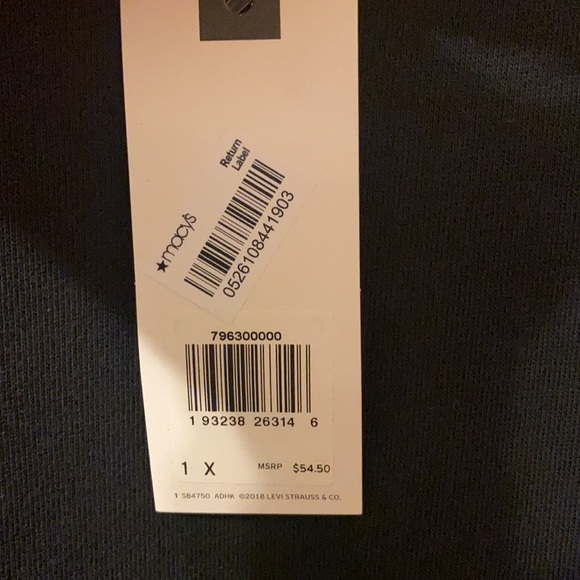 Return
Label
★macy's
0526108441903
796300000
1 93238 26314 6
1 X MSRP $54.50
1 584750 ADHK ©2018 LEVI STRAUSS & CO.